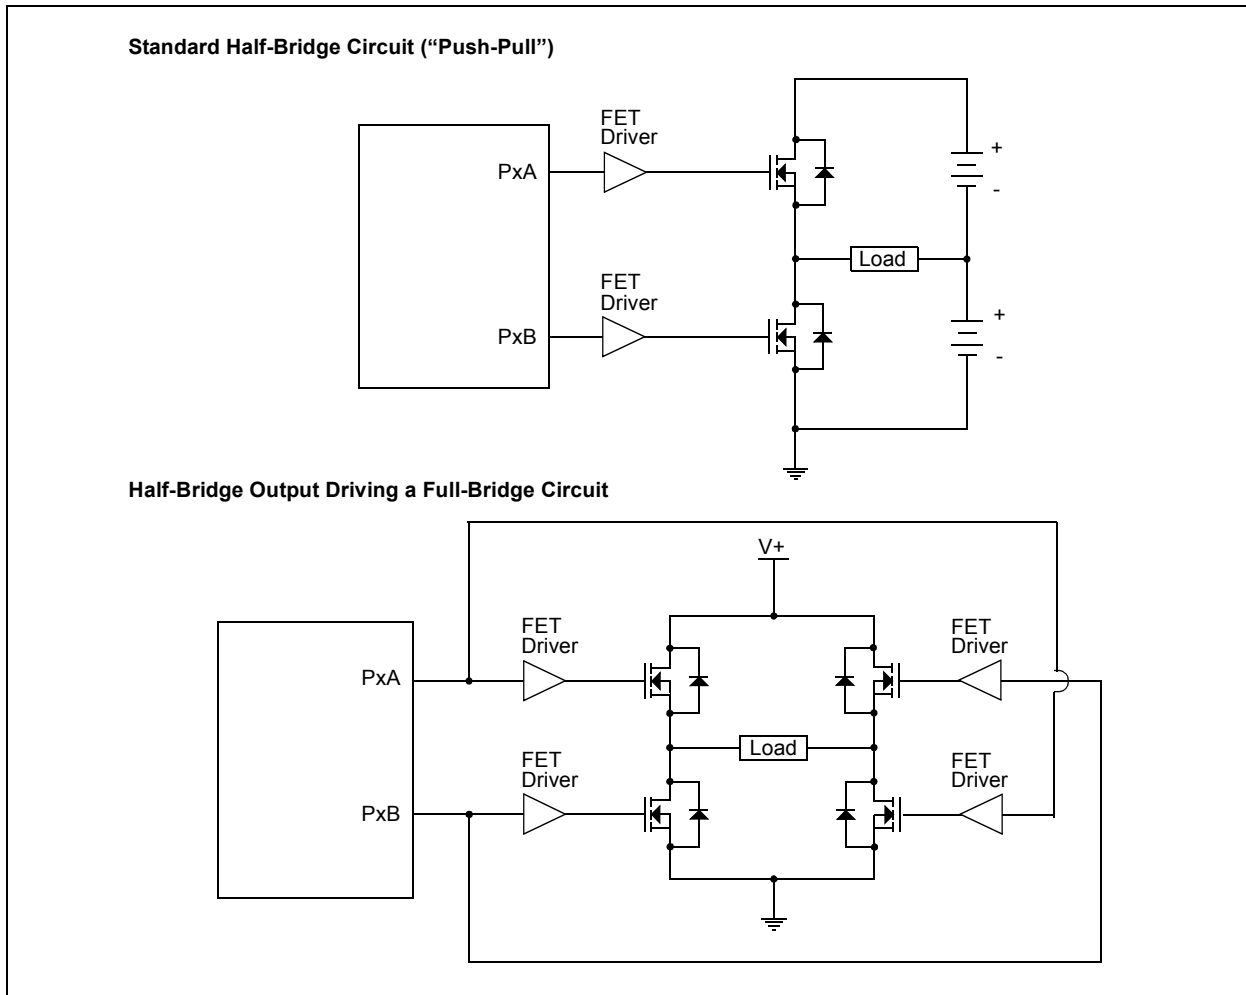 Standard Half-Bridge Circuit (“Push-Pull”)
FET
Driver
PxA
+
-
Load
FET
Driver
PxB
+
-
Half-Bridge Output Driving a Full-Bridge Circuit
V+
FET
Driver
FET
Driver
PxA
Load
FET
Driver
FET
Driver
PxB